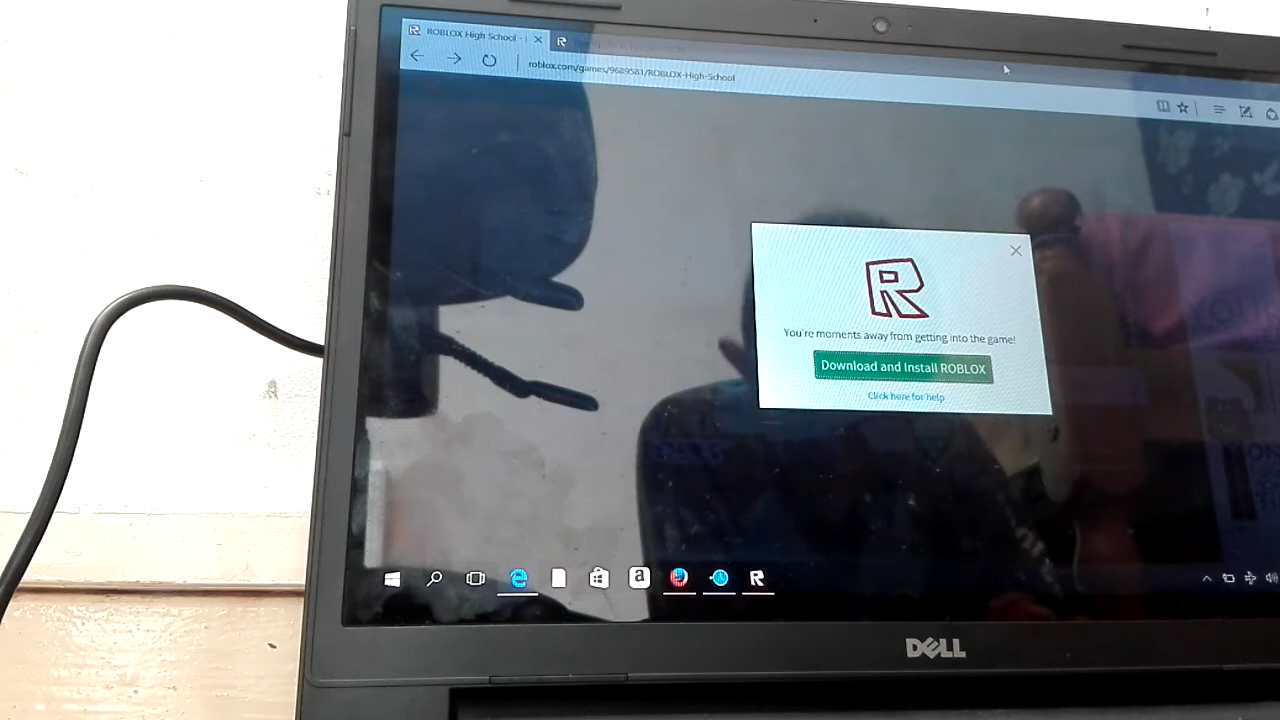 ROBLOX High School -
roblox.com/games/9689581/ROBLOX-High-School
You're moments away from getting into the game!
Download and Install ROBLOX
Click here for help
a
DELL